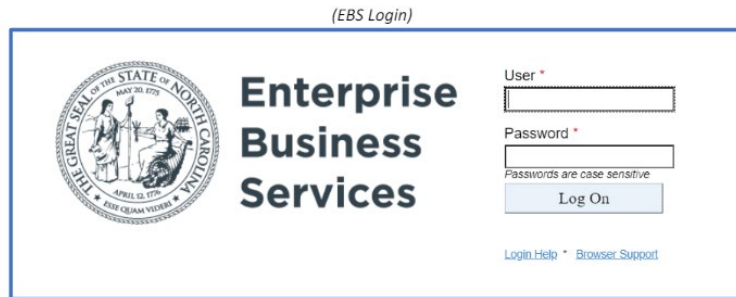 (EBS Login)
THE GREAT SEAL OF THE STATE OF NORTH CAROLINA
MAY 20, 1775
APRIL 12, 1776
ESSE QUAM VIDERI
Enterprise
Business
Services
User *
Password *
Passwords are case sensitive
Log On
Login Help * Browser Support